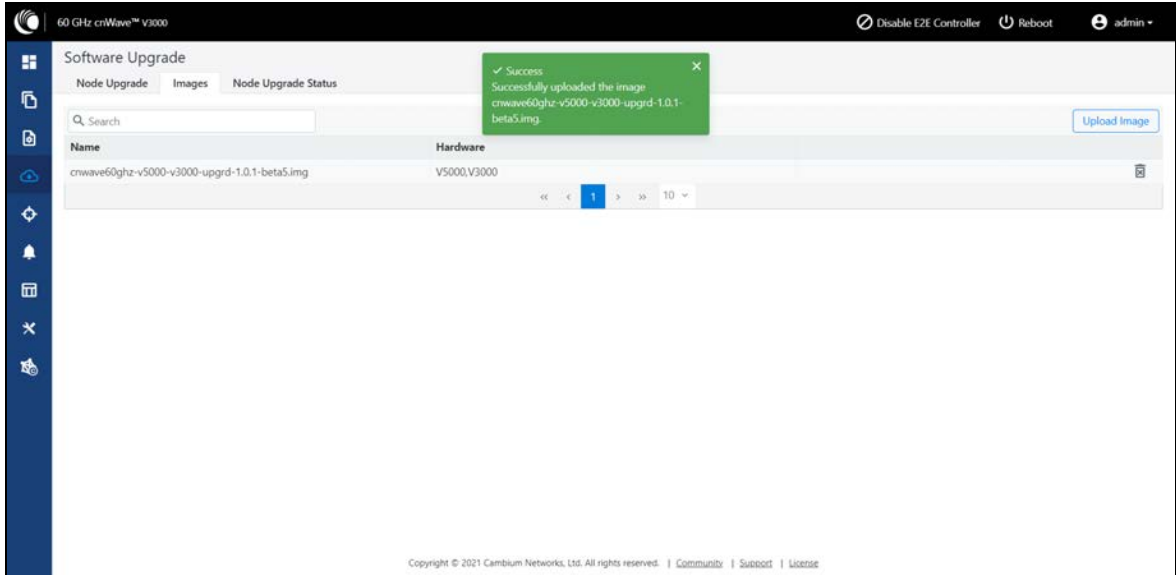 60 GHz cnWave™ V3000
Disable E2E Controller
Reboot
admin
Software Upgrade
Node Upgrade
Images
Node Upgrade Status
Success
Successfully uploaded the image
cnwave60ghz-v5000-v3000-upgrd-1.0.1-
beta5.img.
Search
Upload Image
Name
Hardware
cnwave60ghz-v5000-v3000-upgrd-1.0.1-beta5.img
V5000,V3000
« ‹ 1 › » 10
Copyright © 2021 Cambium Networks, Ltd. All rights reserved. | Community | Support | License